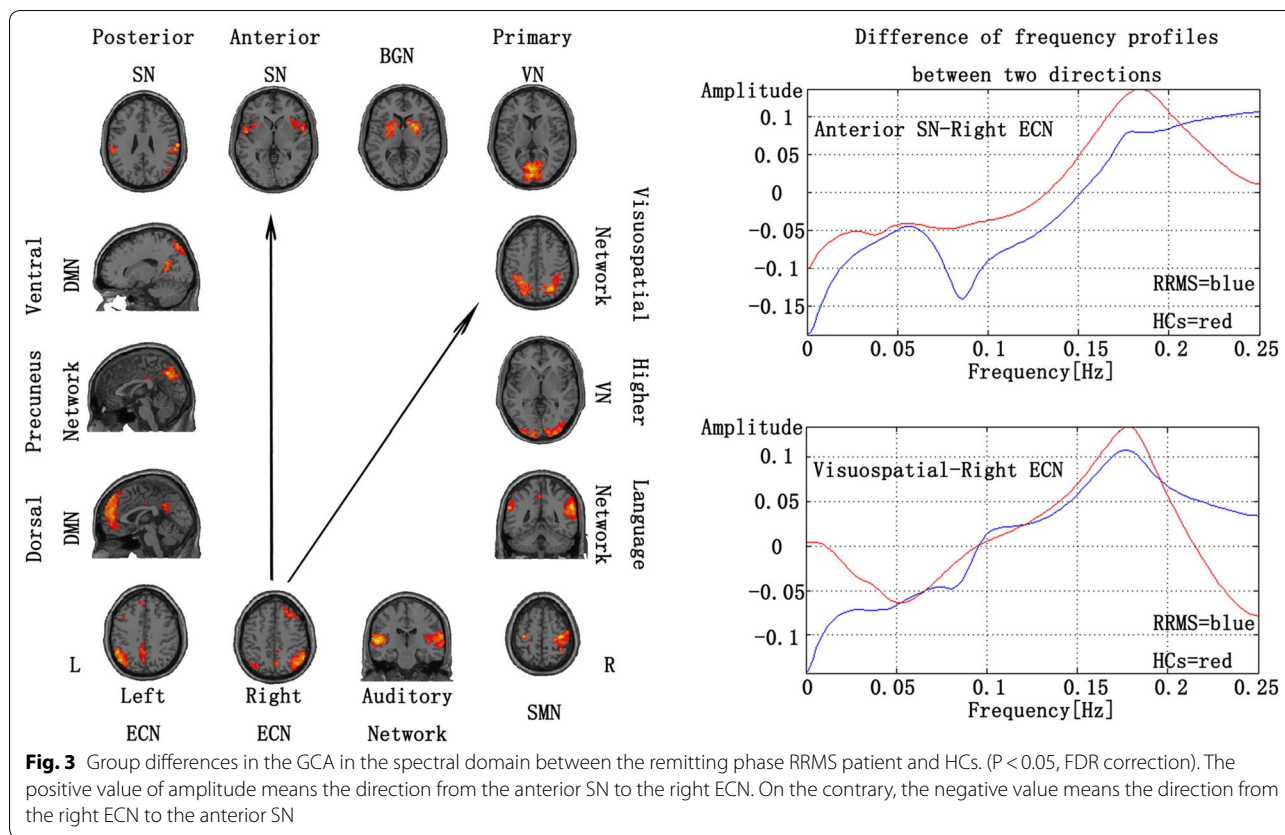 Posterior
SN
Anterior
SN
BGN
Primary
VN
Ventral
DMN
Precuneus
Network
Dorsal
DMN
Visuospatial
Network
Higher
VN
Language
Network
L
Left
ECN
Right
ECN
Auditory
Network
SMN
R
Difference of frequency profiles
between two directions
Amplitude
0.1
0.05
0
-0.05
-0.1
-0.15
Anterior SN-Right ECN
RRMS=blue
HCs=red
0 0.05 0.1 0.15 0.2 0.25
Frequency[Hz]
Amplitude
0.1
0.05
0
-0.05
-0.1
Visuospatial-Right ECN
RRMS=blue
HCs=red
0 0.05 0.1 0.15 0.2 0.25
Frequency[Hz]
Fig. 3 Group differences in the GCA in the spectral domain between the remitting phase RRMS patient and HCs. (P < 0.05, FDR correction). The
positive value of amplitude means the direction from the anterior SN to the right ECN. On the contrary, the negative value means the direction from
the right ECN to the anterior SN